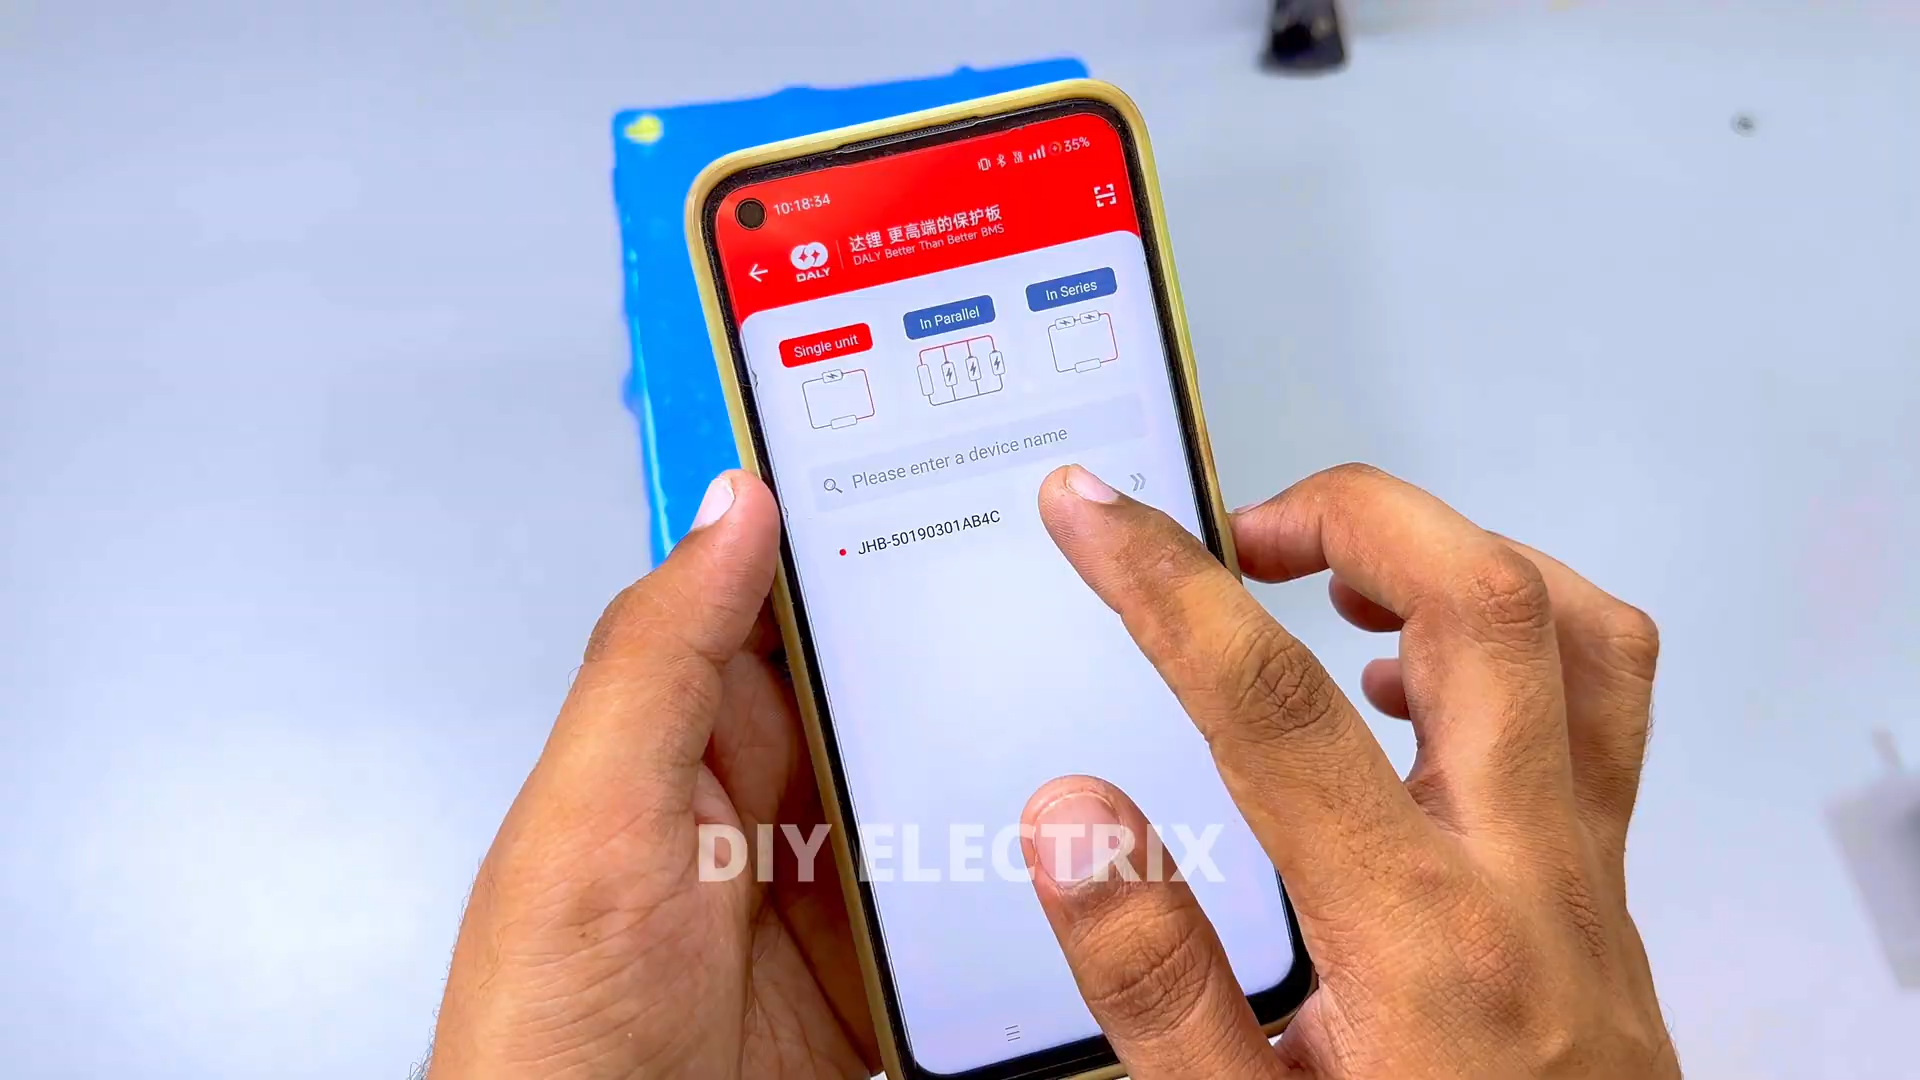 10:18:34
35%
DALY
达锂 更高端的保护板
DALY Better Than Better BMS
Single unit
In Parallel
In Series
Please enter a device name
JHB-50190301AB4C
DIY ELECTRIX